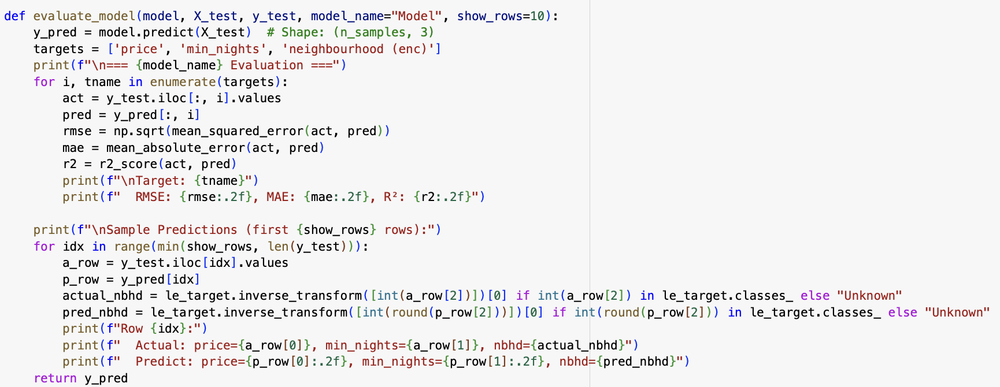 def evaluate_model(model, X_test, y_test, model_name="Model", show_rows=10):
    y_pred = model.predict(X_test)  # Shape: (n_samples, 3)
    targets = ['price', 'min_nights', 'neighbourhood (enc)']
    print(f"\n=== {model_name} Evaluation ===")
    for i, tname in enumerate(targets):
        act = y_test.iloc[:, i].values
        pred = y_pred[:, i]
        rmse = np.sqrt(mean_squared_error(act, pred))
        mae = mean_absolute_error(act, pred)
        r2 = r2_score(act, pred)
        print(f"\nTarget: {tname}")
        print(f"  RMSE: {rmse:.2f}, MAE: {mae:.2f}, R²: {r2:.2f}")

    print(f"\nSample Predictions (first {show_rows} rows):")
    for idx in range(min(show_rows, len(y_test))):
        a_row = y_test.iloc[idx].values
        p_row = y_pred[idx]
        actual_nbhd = le_target.inverse_transform([int(a_row[2])])[0] if int(a_row[2]) in le_target.classes_ else "Unknown"
        pred_nbhd = le_target.inverse_transform([int(round(p_row[2]))])[0] if int(round(p_row[2])) in le_target.classes_ else "Unknown"
        print(f"Row {idx}:")
        print(f"  Actual: price={a_row[0]}, min_nights={a_row[1]}, nbhd={actual_nbhd}")
        print(f"  Predict: price={p_row[0]:.2f}, min_nights={p_row[1]:.2f}, nbhd={pred_nbhd}")
    return y_pred